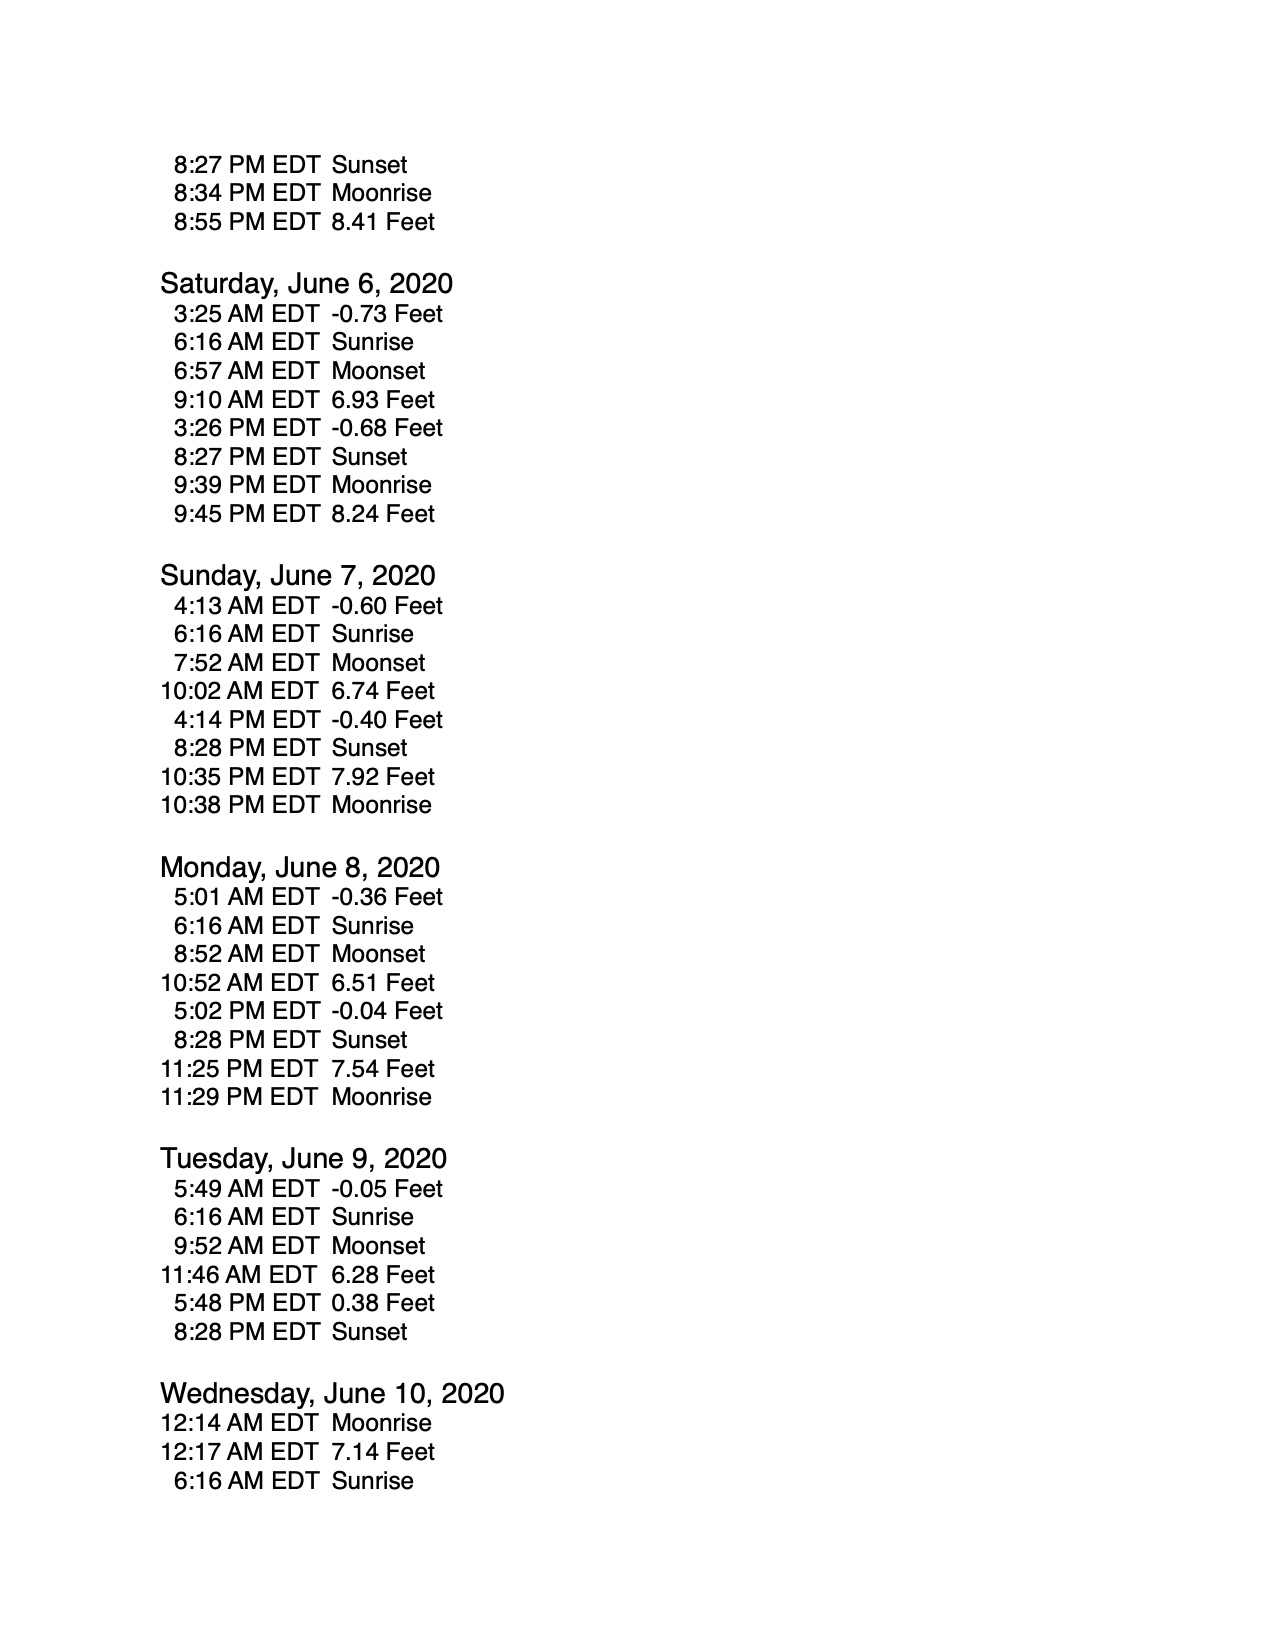 8:27 PM EDT Sunset
8:34 PM EDT Moonrise
8:55 PM EDT 8.41 Feet
Saturday, June 6, 2020
3:25 AM EDT -0.73 Feet
6:16 AM EDT Sunrise
6:57 AM EDT Moonset
9:10 AM EDT 6.93 Feet
3:26 PM EDT -0.68 Feet
8:27 PM EDT Sunset
9:39 PM EDT Moonrise
9:45 PM EDT 8.24 Feet
Sunday, June 7, 2020
4:13 AM EDT -0.60 Feet
6:16 AM EDT Sunrise
7:52 AM EDT Moonset
10:02 AM EDT 6.74 Feet
4:14 PM EDT -0.40 Feet
8:28 PM EDT Sunset
10:35 PM EDT 7.92 Feet
10:38 PM EDT Moonrise
Monday, June 8, 2020
5:01 AM EDT -0.36 Feet
6:16 AM EDT Sunrise
8:52 AM EDT Moonset
10:52 AM EDT 6.51 Feet
5:02 PM EDT -0.04 Feet
8:28 PM EDT Sunset
11:25 PM EDT 7.54 Feet
11:29 PM EDT Moonrise
Tuesday, June 9, 2020
5:49 AM EDT -0.05 Feet
6:16 AM EDT Sunrise
9:52 AM EDT Moonset
11:46 AM EDT 6.28 Feet
5:48 PM EDT 0.38 Feet
8:28 PM EDT Sunset
Wednesday, June 10, 2020
12:14 AM EDT Moonrise
12:17 AM EDT 7.14 Feet
6:16 AM EDT Sunrise